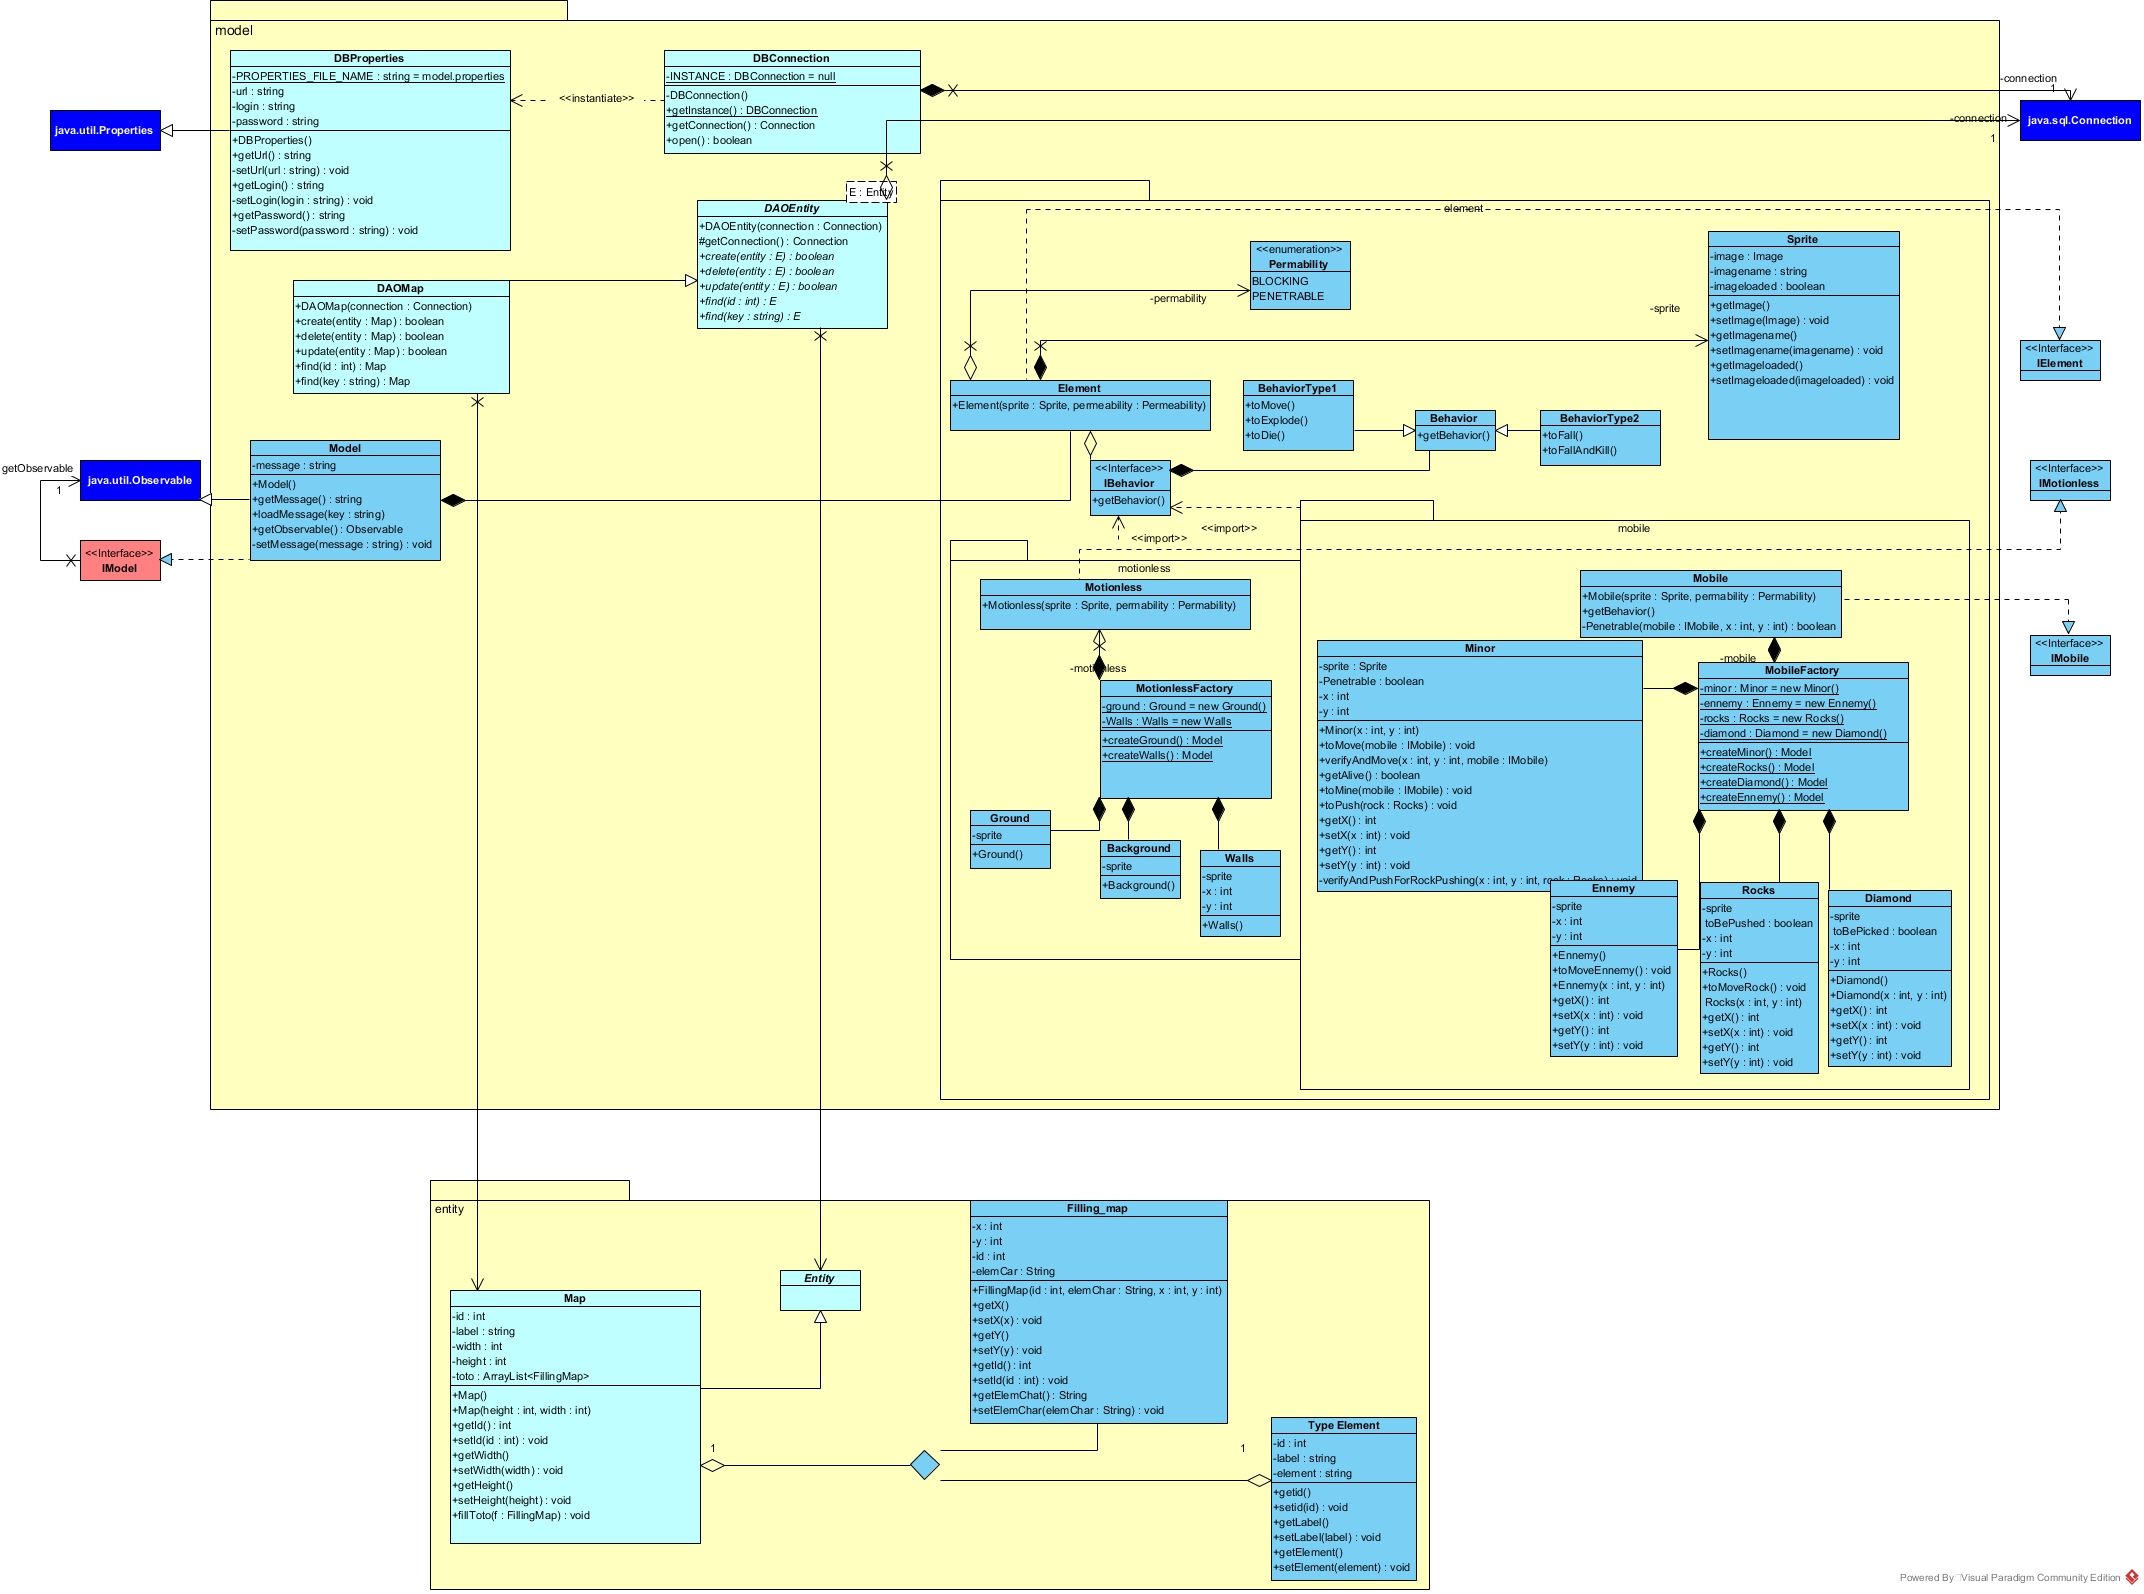 model
DBProperties
-PROPERTIES_FILE_NAME : string = model.properties
-url : string
-login : string
-password : string
+DBProperties()
+getUrl() : string
-setUrl(url : string) : void
+getLogin() : string
-setLogin(login : string) : void
+getPassword() : string
-setPassword(password : string) : void
<<instantiate>>
DBConnection
-INSTANCE : DBConnection = null
-DBConnection()
+getInstance() : DBConnection
+getConnection() : Connection
+open() : boolean
-connection
1
java.util.Properties
-connection
java.sql.Connection
1
E : Entity
DAOEntity
+DAOEntity(connection : Connection)
#getConnection() : Connection
+create(entity : E) : boolean
+delete(entity : E) : boolean
+update(entity : E) : boolean
+find(id : int) : E
+find(key : string) : E
DAOMap
+DAOMap(connection : Connection)
+create(entity : Map) : boolean
+delete(entity : Map) : boolean
+update(entity : Map) : boolean
+find(id : int) : Map
+find(key : string) : Map
element
<<enumeration>>
Permability
BLOCKING
PENETRABLE
-permability
Sprite
-image : Image
-imagename : string
-imageloaded : boolean
+getImage()
+setImage(Image) : void
+getImagename()
+setImagename(imagename) : void
+getImageloaded()
+setImageloaded(imageloaded) : void
-sprite
<<Interface>>
IElement
Element
+Element(sprite : Sprite, permeability : Permeability)
BehaviorType1
+toMove()
+toExplode()
+toDie()
Behavior
+getBehavior()
BehaviorType2
+toFall()
+toFallAndKill()
getObservable
1
java.util.Observable
<<Interface>>
IModel
Model
-message : string
+Model()
+getMessage() : string
+loadMessage(key : string)
+getObservable() : Observable
-setMessage(message : string) : void
<<Interface>>
IBehavior
+getBehavior()
<<import>>
<<import>>
<<Interface>>
IMotionless
mobile
motionless
Motionless
+Motionless(sprite : Sprite, permability : Permability)
-motionless
MotionlessFactory
-ground : Ground = new Ground()
-Walls : Walls = new Walls
+createGround() : Model
+createWalls() : Model
Ground
-sprite
+Ground()
Background
-sprite
+Background()
Walls
-sprite
-x : int
-y : int
+Walls()
Mobile
+Mobile(sprite : Sprite, permability : Permability)
+getBehavior()
-Penetrable(mobile : IMobile, x : int, y : int) : boolean
<<Interface>>
IMobile
Minor
-sprite : Sprite
-Penetrable : boolean
-x : int
-y : int
+Minor(x : int, y : int)
+toMove(mobile : IMobile) : void
+verifyAndMove(x : int, y : int, mobile : IMobile)
+getAlive() : boolean
+toMine(mobile : IMobile) : void
+toPush(rock : Rocks) : void
+getX() : int
+setX(x : int) : void
+getY() : int
+setY(y : int) : void
-verifyAndPushForRockPushing(x : int, y : int, rock : Rocks) : void
-mobile
MobileFactory
-minor : Minor = new Minor()
-ennemy : Ennemy = new Ennemy()
-rocks : Rocks = new Rocks()
-diamond : Diamond = new Diamond()
+createMinor() : Model
+createRocks() : Model
+createDiamond() : Model
+createEnnemy() : Model
Ennemy
-sprite
-x : int
-y : int
+Ennemy()
+toMoveEnnemy() : void
+Ennemy(x : int, y : int)
+getX() : int
+setX(x : int) : void
+getY() : int
+setY(y : int) : void
Rocks
-sprite
toBePushed : boolean
-x : int
-y : int
+Rocks()
+toMoveRock() : void
Rocks(x : int, y : int)
+getX() : int
+setX(x : int) : void
+getY() : int
+setY(y : int) : void
Diamond
-sprite
toBePicked : boolean
-x : int
-y : int
+Diamond()
+Diamond(x : int, y : int)
+getX() : int
+setX(x : int) : void
+getY() : int
+setY(y : int) : void
entity
Map
-id : int
-label : string
-width : int
-height : int
-toto : ArrayList<FillingMap>
+Map()
+Map(height : int, width : int)
+getId() : int
+setId(id : int) : void
+getWidth()
+setWidth(width) : void
+getHeight()
+setHeight(height) : void
+fillToto(f : FillingMap) : void
Entity
Filling_map
-x : int
-y : int
-id : int
-elemCar : String
+FillingMap(id : int, elemChar : String, x : int, y : int)
+getX()
+setX(x) : void
+getY()
+setY(y) : void
+getId() : int
+setId(id : int) : void
+getElemChat() : String
+setElemChar(elemChar : String) : void
1
1
Type Element
-id : int
-label : string
-element : string
+getid()
+setid(id) : void
+getLabel()
+setLabel(label) : void
+getElement()
+setElement(element) : void
Powered By Visual Paradigm Community Edition